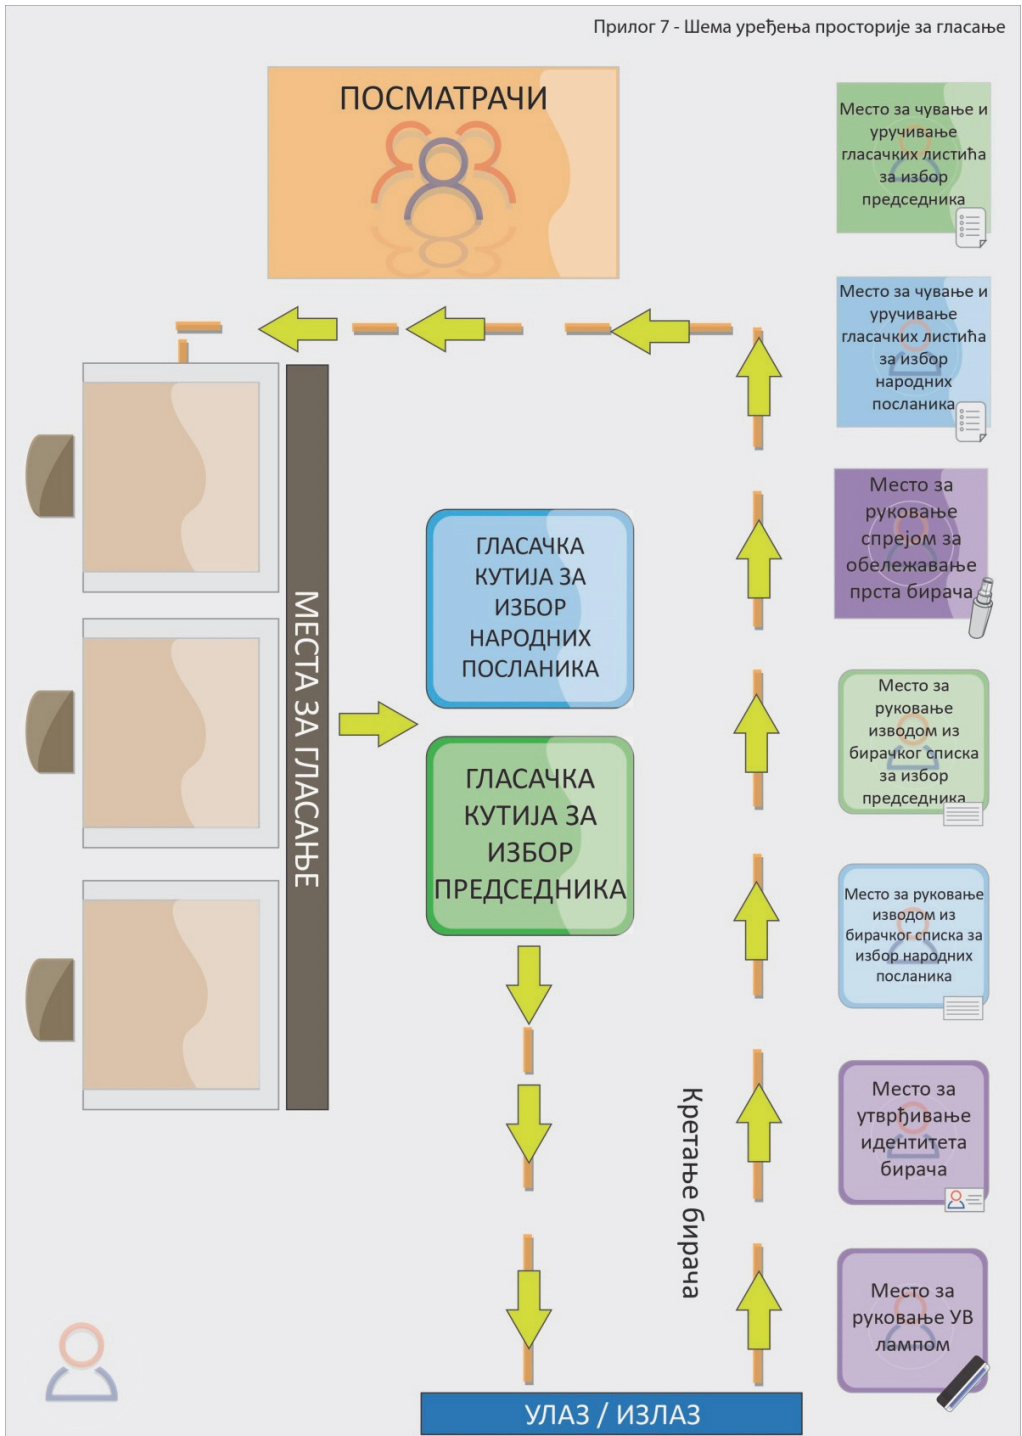 Прилог 7 - Шема уређења просторије за гласање
ПОСМАТРАЧИ
Место за чување и
уручивање
гласачких листића
за избор
председника
Место за чување и
уручивање
гласачких листића
за избор
народних
посланика
Место за
руковање
спрејом за
обележавање
прста бирача
МЕСТА ЗА ГЛАСАЊЕ
ГЛАСАЧКА
КУТИЈА ЗА
ИЗБОР
НАРОДНИХ
ПОСЛАНИКА
ГЛАСАЧКА
КУТИЈА ЗА
ИЗБОР
ПРЕДСЕДНИКА
Место за
руковање
изводом из
бирачког списка
за избор
председника
Место за руковање
изводом из
бирачког списка за
избор народних
посланика
Кретање бирача
Место за
утврђивање
идентитета
бирача
Место за
руковање УВ
лампом
УЛАЗ / ИЗЛАЗ